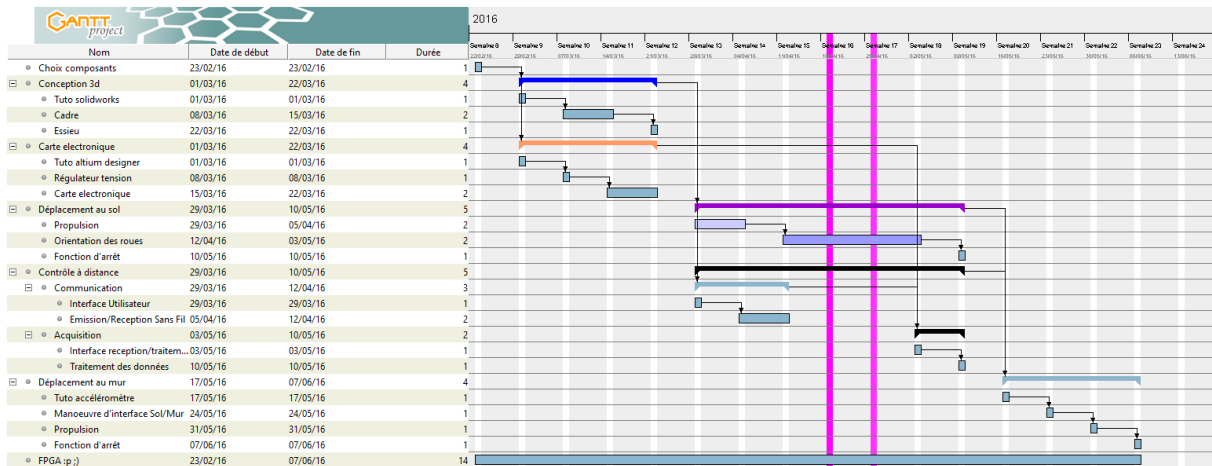 GANTT project
2016
Nom Date de début Date de fin Durée
Semaine 8 Semaine 9 Semaine 10 Semaine 11 Semaine 12 Semaine 13 Semaine 14 Semaine 15 Semaine 16 Semaine 17 Semaine 18 Semaine 19 Semaine 20 Semaine 21 Semaine 22 Semaine 23 Semaine 24
Choix composants 23/02/16 23/02/16 1
Conception 3d 01/03/16 22/03/16 4
Tuto solidworks 01/03/16 01/03/16 1
Cadre 08/03/16 15/03/16 2
Essieu 22/03/16 22/03/16 1
Carte electronique 01/03/16 22/03/16 4
Tuto altium designer 01/03/16 01/03/16 1
Régulateur tension 08/03/16 08/03/16 1
Carte electronique 15/03/16 22/03/16 2
Déplacement au sol 29/03/16 10/05/16 5
Propulsion 29/03/16 05/04/16 2
Orientation des roues 12/04/16 03/05/16 2
Fonction d'arrêt 10/05/16 10/05/16 1
Contrôle à distance 29/03/16 10/05/16 5
Communication 29/03/16 12/04/16 3
Interface Utilisateur 29/03/16 29/03/16 1
Emission/Reception Sans Fil 05/04/16 12/04/16 2
Acquisition 03/05/16 10/05/16 2
Interface reception/traitem... 03/05/16 03/05/16 1
Traitement des données 10/05/16 10/05/16 1
Déplacement au mur 17/05/16 07/06/16 4
Tuto accéléromètre 17/05/16 17/05/16 1
Manoeuvre d'interface Sol/Mur 24/05/16 24/05/16 1
Propulsion 31/05/16 31/05/16 1
Fonction d'arrêt 07/06/16 07/06/16 1
FPGA :p ;) 23/02/16 07/06/16 14